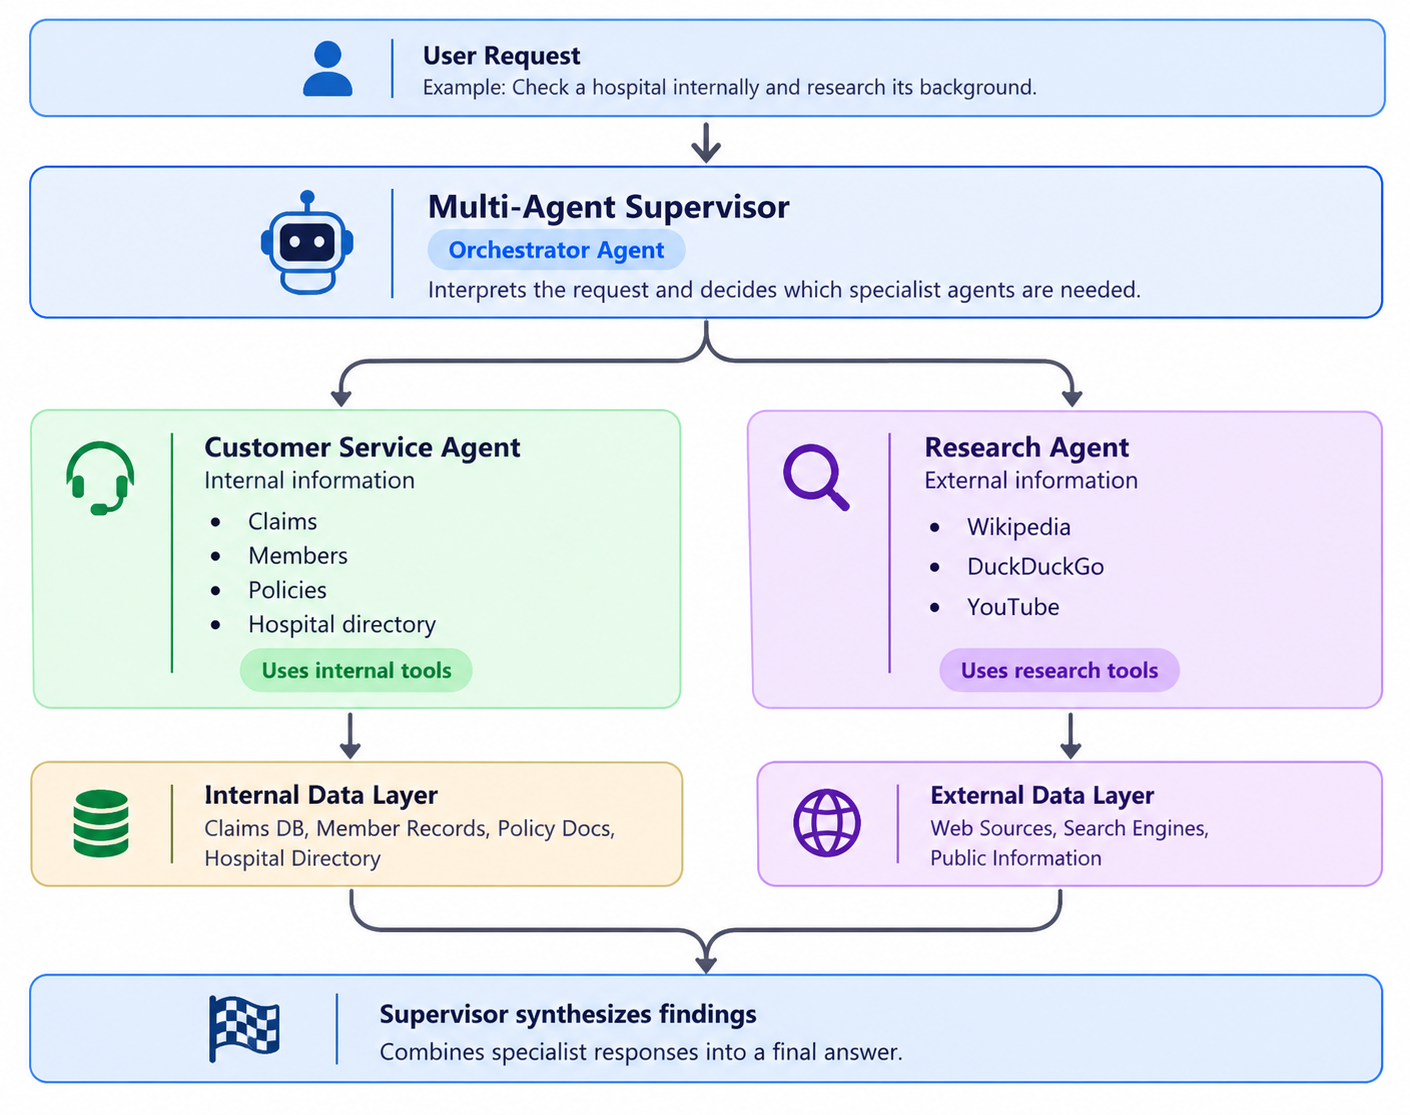 User Request
Example: Check a hospital internally and research its background.
Multi-Agent Supervisor
Orchestrator Agent
Interprets the request and decides which specialist agents are needed.
Customer Service Agent
Internal information
• Claims
• Members
• Policies
• Hospital directory
Uses internal tools
Research Agent
External information
• Wikipedia
• DuckDuckGo
• YouTube
Uses research tools
Internal Data Layer
Claims DB, Member Records, Policy Docs,
Hospital Directory
External Data Layer
Web Sources, Search Engines,
Public Information
Supervisor synthesizes findings
Combines specialist responses into a final answer.